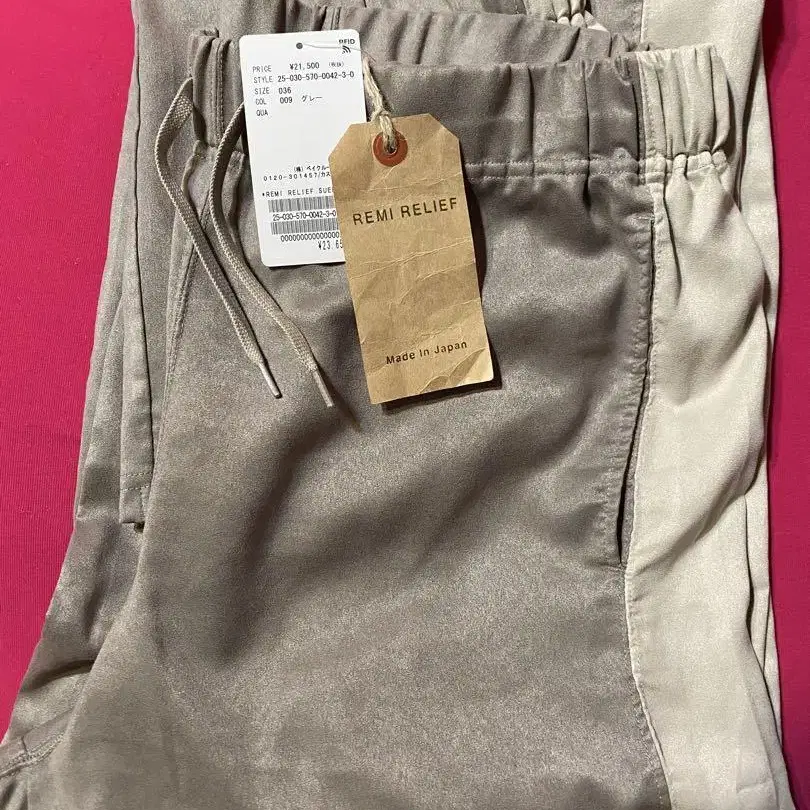 RFID
PRICE ¥21,500 (税抜)
STYLE 25-030-570-0042-3-0
SIZE 036
COL 009 グレー
QUA
(株) ベイクルー
0120-301457/カス
*REMI RELIEF SUE
25-030-570-0042-3-0
00000000000000
¥23,65
REMI RELIEF
Made in Japan